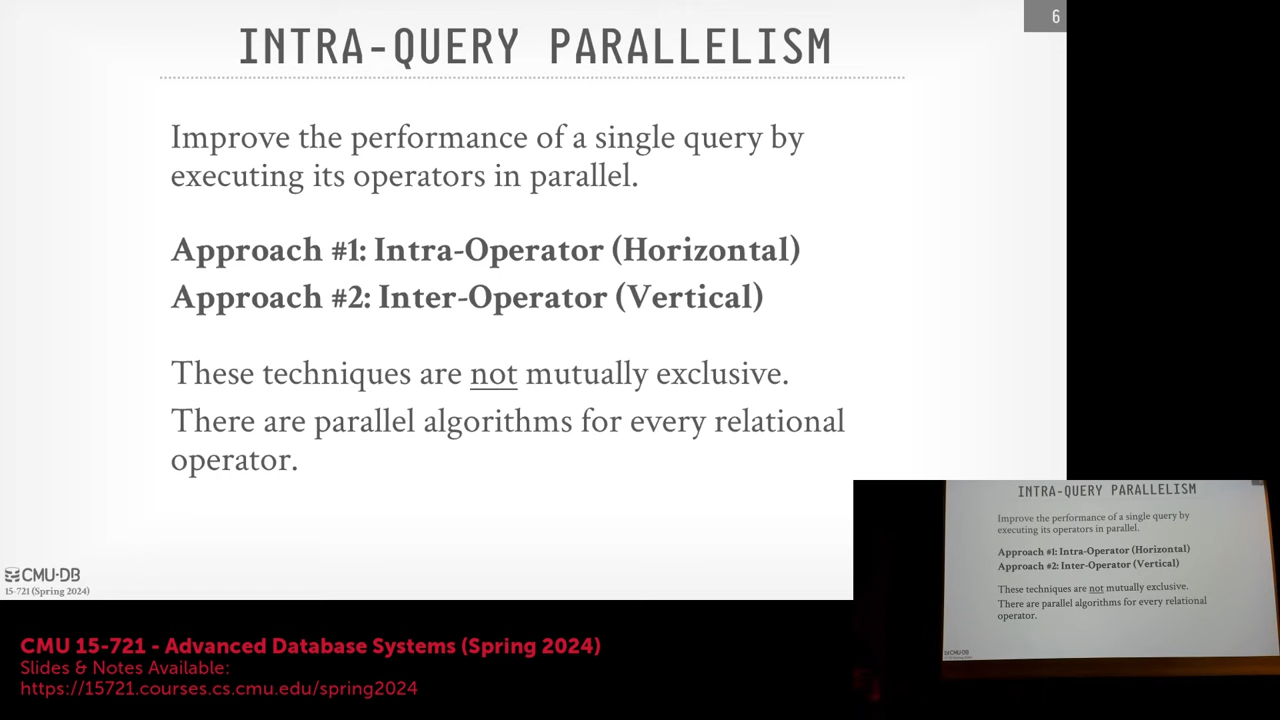 6
INTRA-QUERY PARALLELISM
Improve the performance of a single query by
executing its operators in parallel.
Approach #1: Intra-Operator (Horizontal)
Approach #2: Inter-Operator (Vertical)
These techniques are not mutually exclusive.
There are parallel algorithms for every relational
operator.
CMU·DB
15-721 (Spring 2024)
INTRA-QUERY PARALLELISM
Improve the performance of a single query by
executing its operators in parallel.
Approach #1: Intra-Operator (Horizontal)
Approach #2: Inter-Operator (Vertical)
These techniques are not mutually exclusive.
There are parallel algorithms for every relational
operator.
CMU·DB
CMU 15-721 - Advanced Database Systems (Spring 2024)
Slides & Notes Available:
https://15721.courses.cs.cmu.edu/spring2024